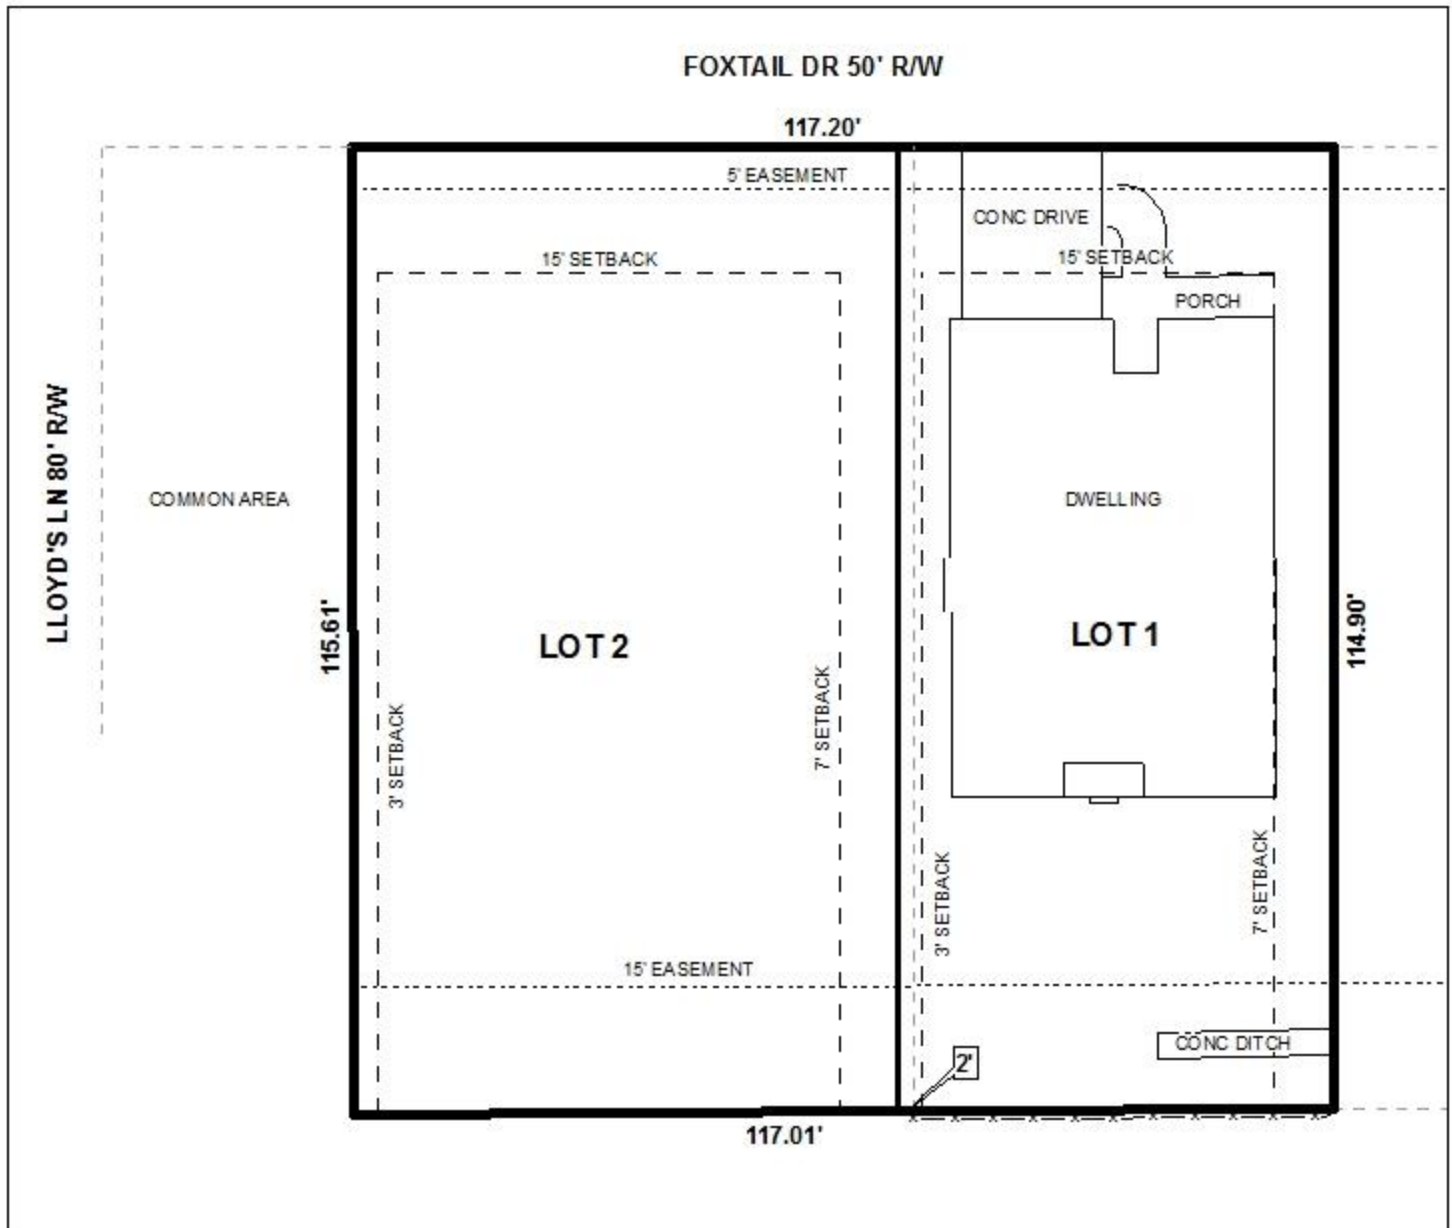 FOXTAIL DR 50' R/W
117.20'
5' EASEMENT
CONC DRIVE
15' SETBACK
15' SETBACK
PORCH
LLOYD'S LN 80' R/W
COMMON AREA
DWELLING
115.61'
LOT 2
LOT 1
114.90'
3' SETBACK
7' SETBACK
3' SETBACK
7' SETBACK
15' EASEMENT
CONC DITCH
2'
117.01'